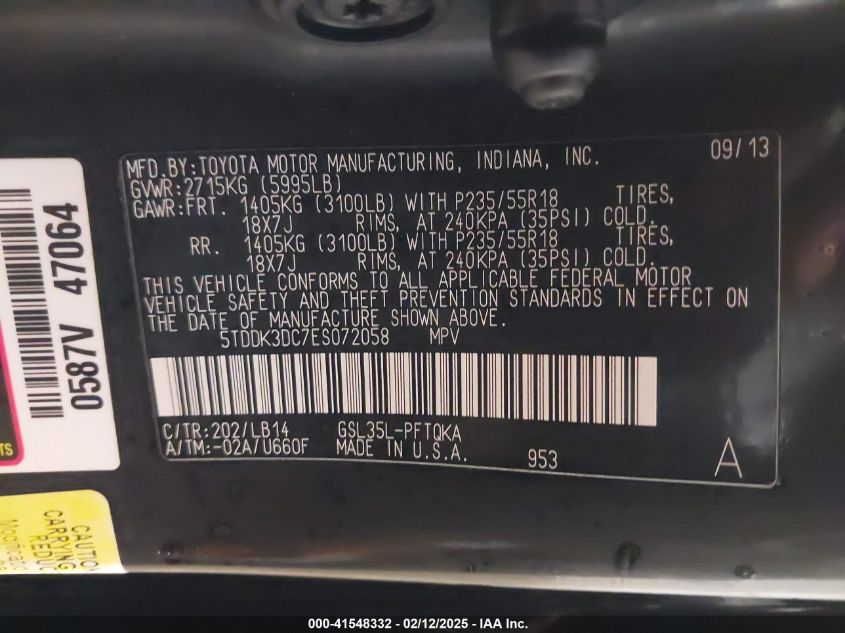 MFD.BY:TOYOTA MOTOR MANUFACTURING, INDIANA, INC. 09/13
GVWR:2715KG (5995LB)
GAWR:FRT. 1405KG (3100LB) WITH P235/55R18 TIRES,
18X7J RIMS, AT 240KPA (35PSI) COLD.
RR. 1405KG (3100LB) WITH P235/55R18 TIRES,
18X7J RIMS, AT 240KPA (35PSI) COLD.
THIS VEHICLE CONFORMS TO ALL APPLICABLE FEDERAL MOTOR
VEHICLE SAFETY AND THEFT PREVENTION STANDARDS IN EFFECT ON
THE DATE OF MANUFACTURE SHOWN ABOVE.
5TDDK3DC7ES072058 MPV
C/TR:202/LB14 GSL35L-PFTQKA
A/TM:-02A/U660F MADE IN U.S.A. 953 A
0587V 47064
TS
CAUTION
CARRYING
REDUC
Modificatio
000-41548332 - 02/12/2025 - IAA Inc.